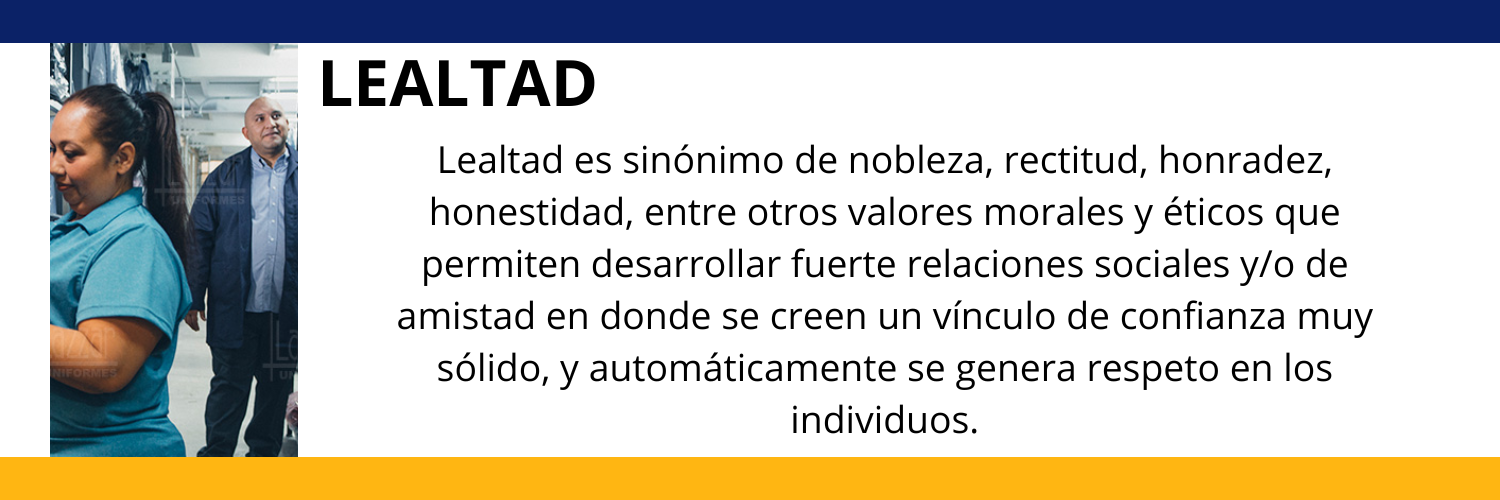 LEALTAD
Lealtad es sinónimo de nobleza, rectitud, honradez,
honestidad, entre otros valores morales y éticos que
permiten desarrollar fuerte relaciones sociales y/o de
amistad en donde se creen un vínculo de confianza muy
sólido, y automáticamente se genera respeto en los
individuos.
UNIFORMES
UNIFORMES